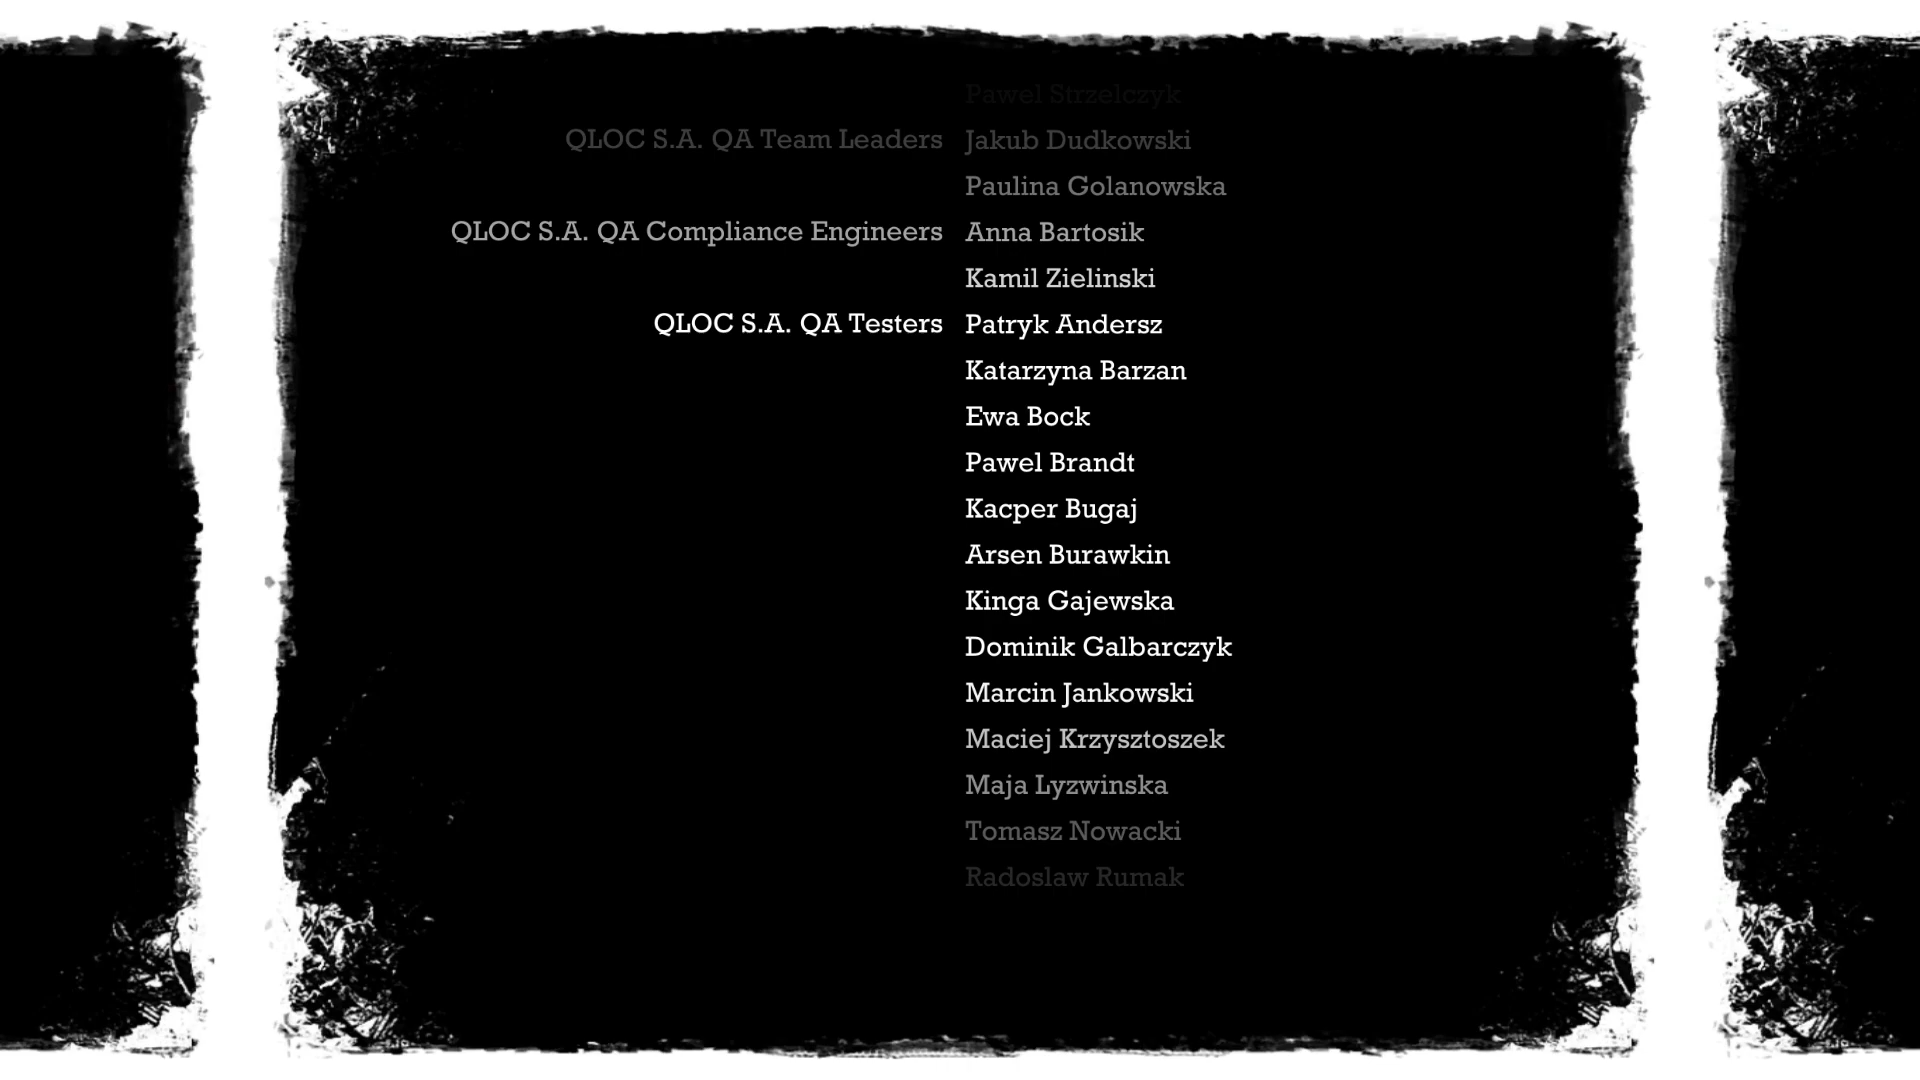 Pawel Strzelczyk
QLOC S.A. QA Team Leaders Jakub Dudkowski
Paulina Golanowska
QLOC S.A. QA Compliance Engineers Anna Bartosik
Kamil Zielinski
QLOC S.A. QA Testers Patryk Andersz
Katarzyna Barzan
Ewa Bock
Pawel Brandt
Kacper Bugaj
Arsen Burawkin
Kinga Gajewska
Dominik Galbarczyk
Marcin Jankowski
Maciej Krzysztoszek
Maja Lyzwinska
Tomasz Nowacki
Radoslaw Rumak